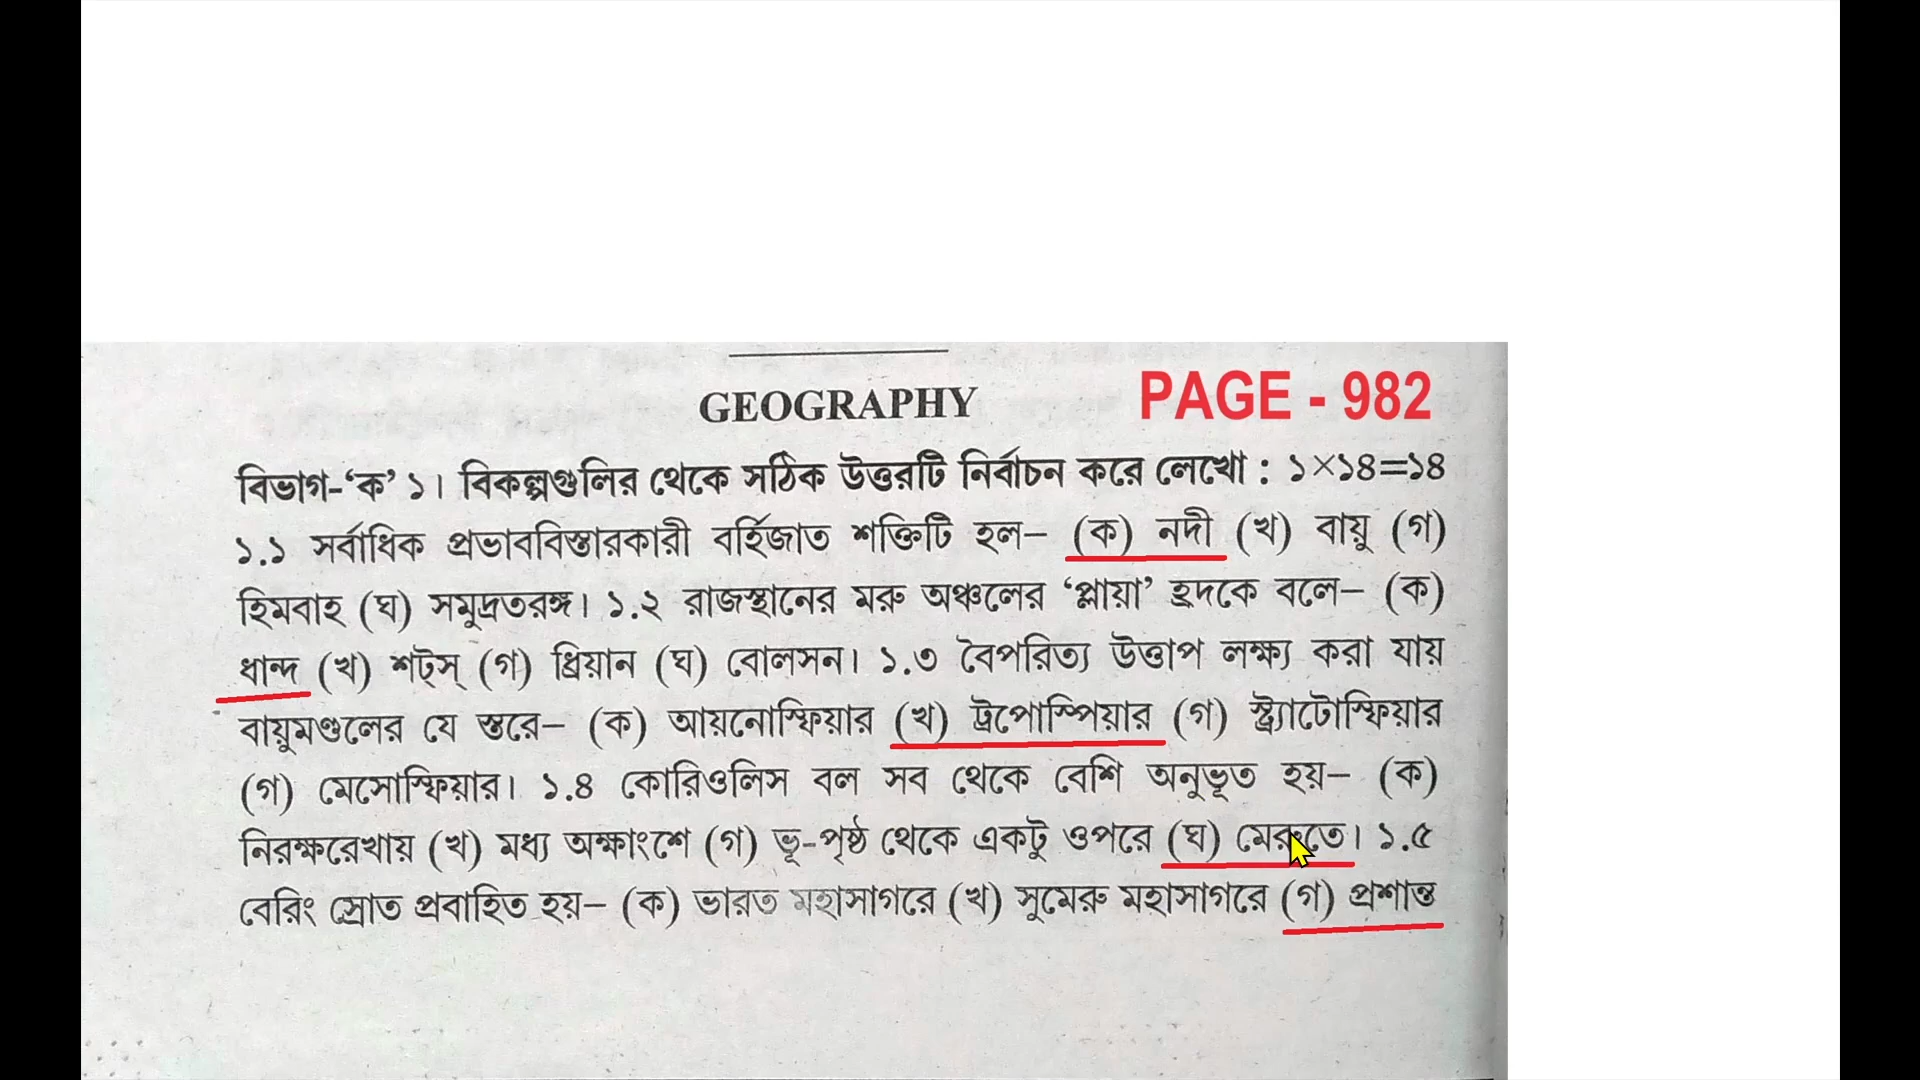 GEOGRAPHY
PAGE - 982
বিভাগ-‘ক’ ১। বিকল্পগুলির থেকে সঠিক উত্তরটি নির্বাচন করে লেখো : ১×১৪=১৪
১.১ সর্বাধিক প্রভাববিস্তারকারী বর্হিজাত শক্তিটি হল– (ক) নদী (খ) বায়ু (গ)
হিমবাহ (ঘ) সমুদ্রতরঙ্গ। ১.২ রাজস্থানের মরু অঞ্চলের ‘প্লায়া’ হ্রদকে বলে– (ক)
ধান্দ (খ) শট্স্ (গ) ধ্রিয়ান (ঘ) বোলসন। ১.৩ বৈপরিত্য উত্তাপ লক্ষ্য করা যায়
বায়ুমণ্ডলের যে স্তরে– (ক) আয়নোস্ফিয়ার (খ) ট্রপোস্পিয়ার (গ) স্ট্র্যাটোস্ফিয়ার
(গ) মেসোস্ফিয়ার। ১.৪ কোরিওলিস বল সব থেকে বেশি অনুভূত হয়– (ক)
নিরক্ষরেখায় (খ) মধ্য অক্ষাংশে (গ) ভূ-পৃষ্ঠ থেকে একটু ওপরে (ঘ) মেরুতে। ১.৫
বেরিং স্রোত প্রবাহিত হয়– (ক) ভারত মহাসাগরে (খ) সুমেরু মহাসাগরে (গ) প্রশান্ত